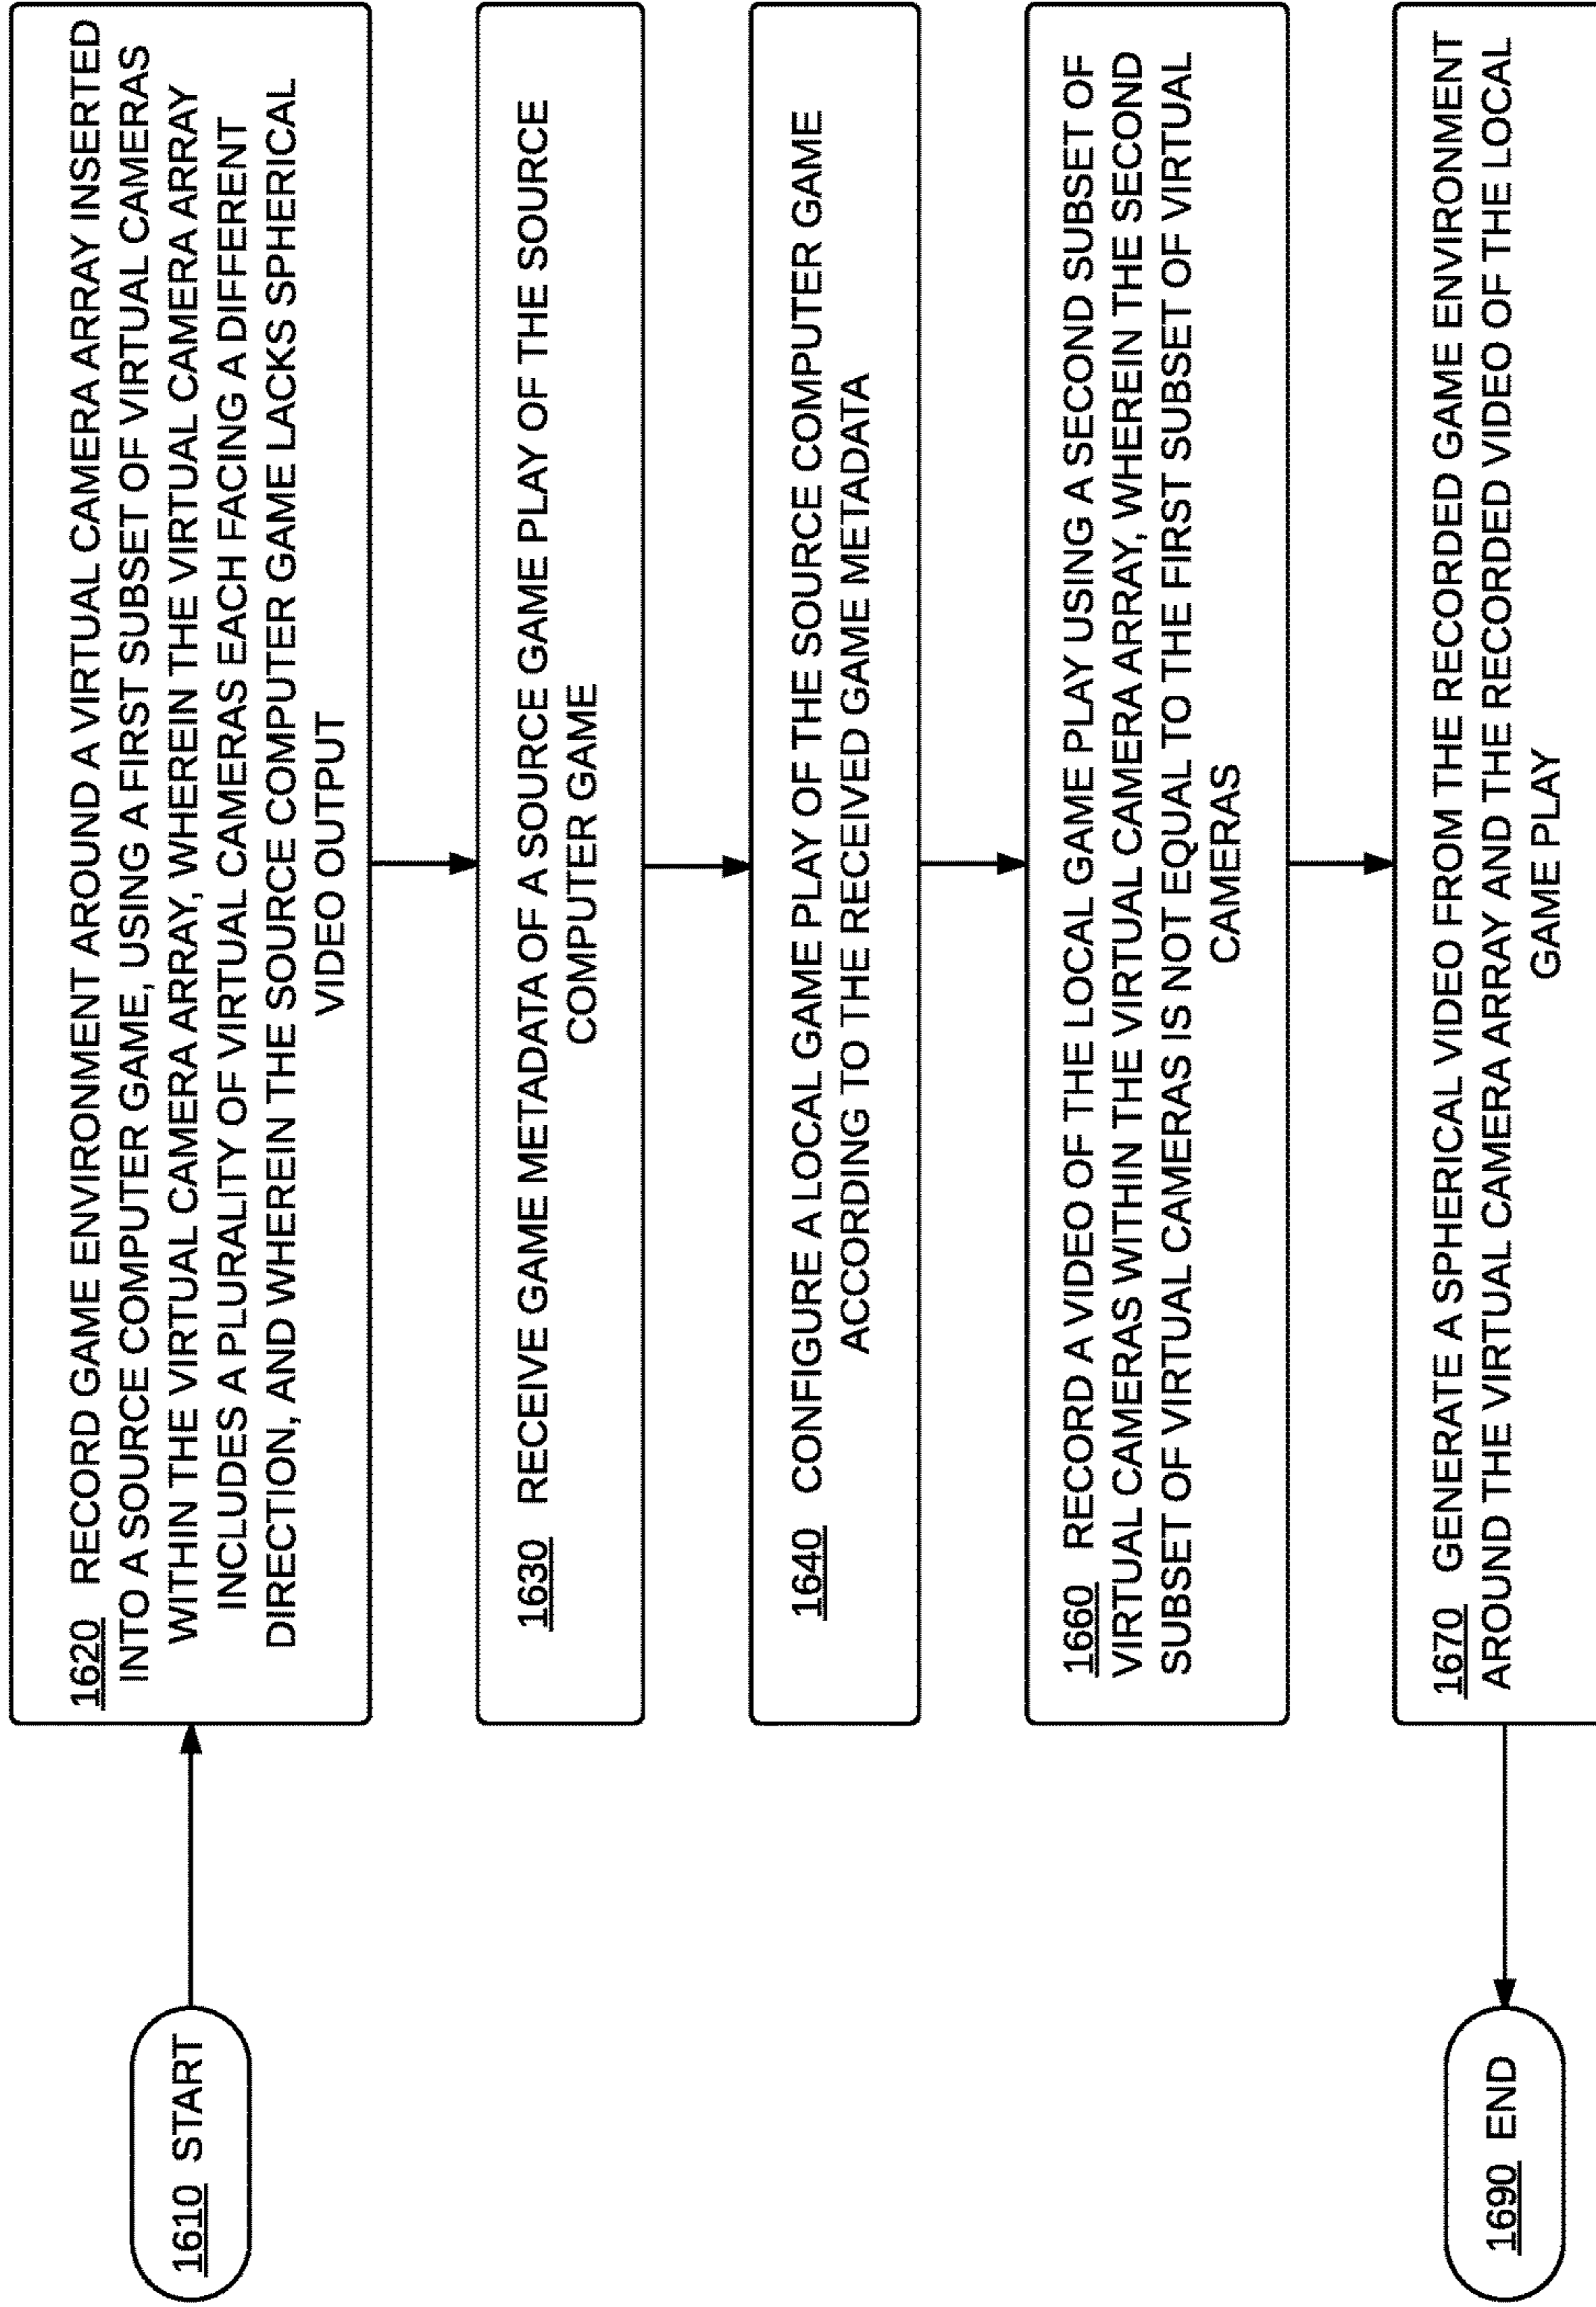 1610 START
1620 RECORD GAME ENVIRONMENT AROUND A VIRTUAL CAMERA ARRAY INSERTED
INTO A SOURCE COMPUTER GAME, USING A FIRST SUBSET OF VIRTUAL CAMERAS
WITHIN THE VIRTUAL CAMERA ARRAY, WHEREIN THE VIRTUAL CAMERA ARRAY
INCLUDES A PLURALITY OF VIRTUAL CAMERAS EACH FACING A DIFFERENT
DIRECTION, AND WHEREIN THE SOURCE COMPUTER GAME LACKS SPHERICAL
VIDEO OUTPUT
1630 RECEIVE GAME METADATA OF A SOURCE GAME PLAY OF THE SOURCE
COMPUTER GAME
1640 CONFIGURE A LOCAL GAME PLAY OF THE SOURCE COMPUTER GAME
ACCORDING TO THE RECEIVED GAME METADATA
1660 RECORD A VIDEO OF THE LOCAL GAME PLAY USING A SECOND SUBSET OF
VIRTUAL CAMERAS WITHIN THE VIRTUAL CAMERA ARRAY, WHEREIN THE SECOND
SUBSET OF VIRTUAL CAMERAS IS NOT EQUAL TO THE FIRST SUBSET OF VIRTUAL
CAMERAS
1670 GENERATE A SPHERICAL VIDEO FROM THE RECORDED GAME ENVIRONMENT
AROUND THE VIRTUAL CAMERA ARRAY AND THE RECORDED VIDEO OF THE LOCAL
GAME PLAY
1690 END